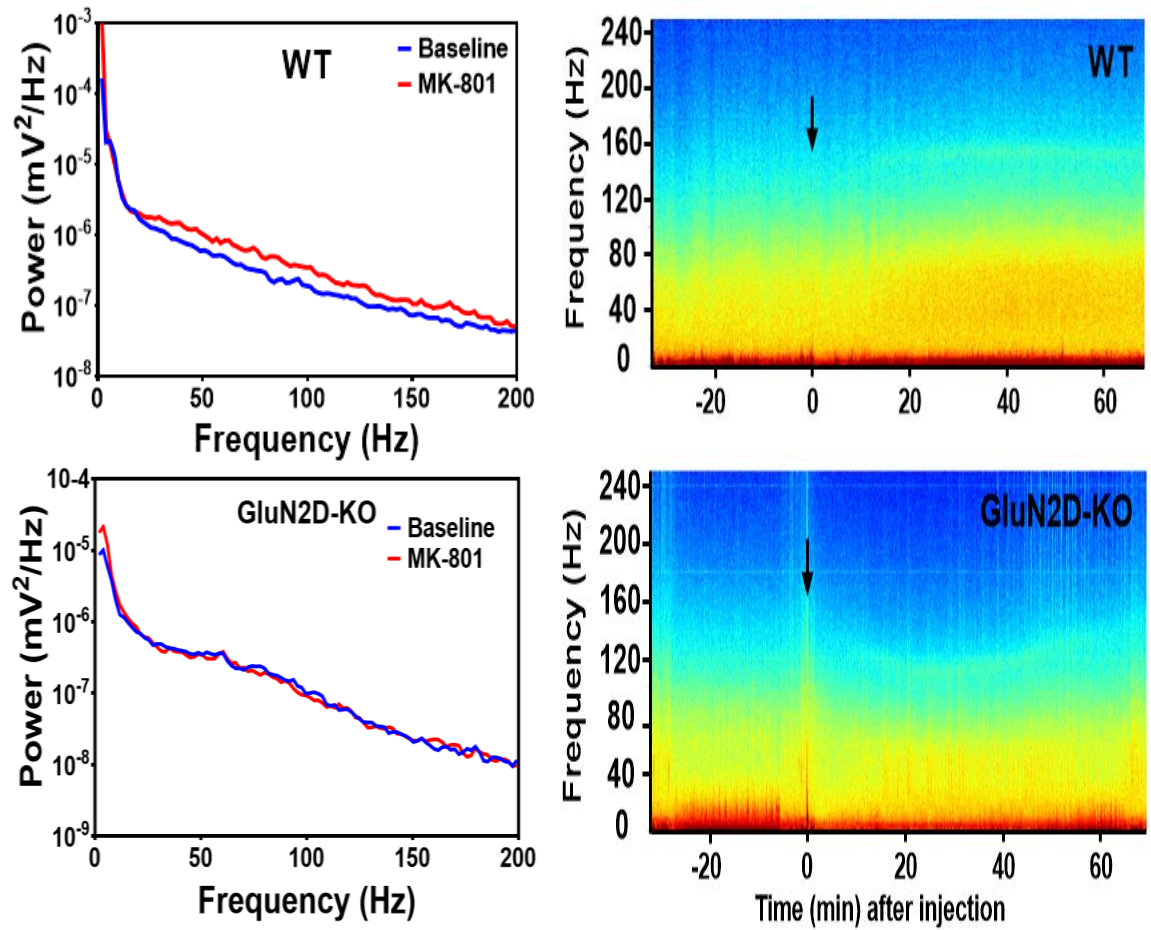 10-3
10-4
10-5
10-6
10-7
10-8
Power (mV2/Hz)
WT
Baseline
MK-801
0 50 100 150 200
Frequency (Hz)
240
200
160
120
80
40
0
Frequency (Hz)
WT
-20 0 20 40 60
10-4
10-5
10-6
10-7
10-8
10-9
Power (mV2/Hz)
GluN2D-KO
Baseline
MK-801
0 50 100 150 200
Frequency (Hz)
240
200
160
120
80
40
0
Frequency (Hz)
GluN2D-KO
-20 0 20 40 60
Time (min) after injection